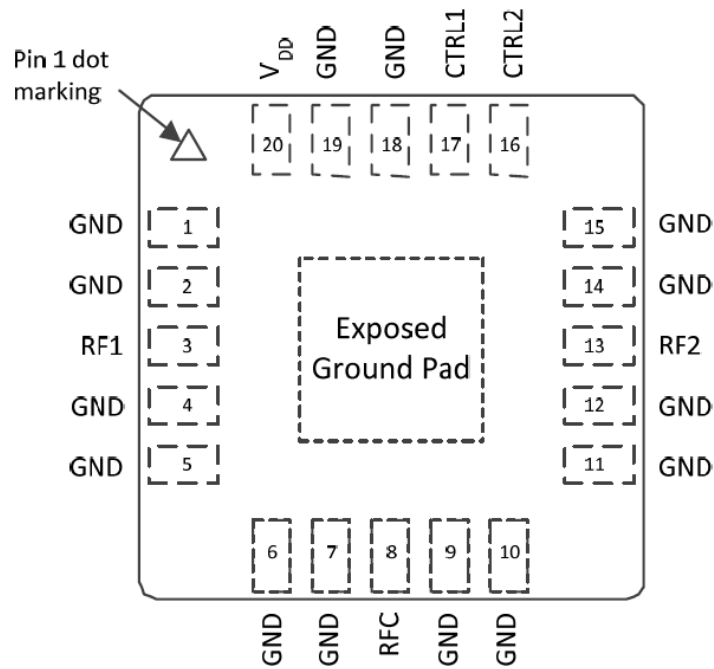 V_DD GND GND CTRL1 CTRL2
Pin 1 dot
marking
20 19 18 17 16
GND 1 15 GND
GND 2 14 GND
RF1 3 13 RF2
GND 4 12 GND
GND 5 11 GND
Exposed
Ground Pad
6 7 8 9 10
GND GND RFC GND GND